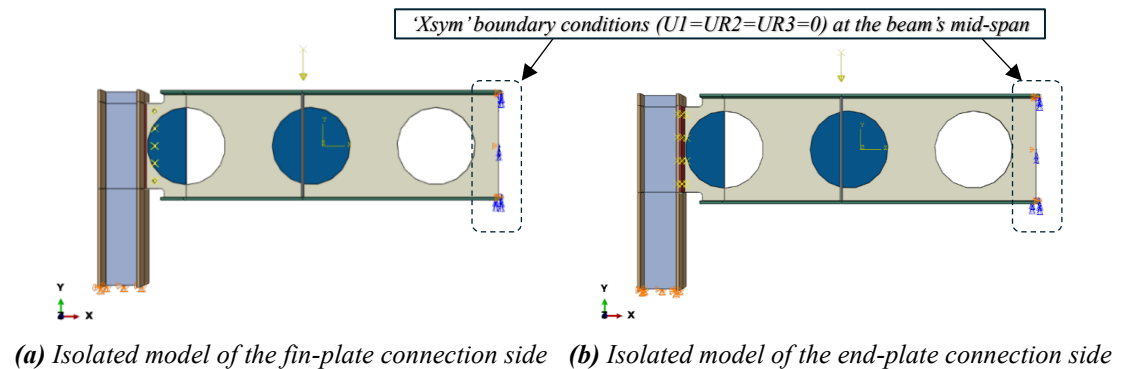 ‘Xsym’ boundary conditions (U1=UR2=UR3=0) at the beam’s mid-span
Y
X
Z
Y
X
Y
X
Z
Y
X
(a) Isolated model of the fin-plate connection side
(b) Isolated model of the end-plate connection side